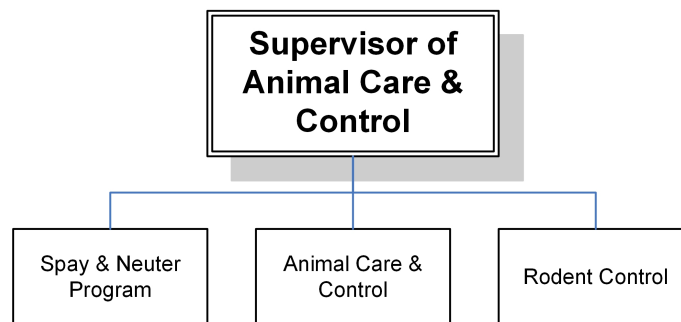 Supervisor of
Animal Care &
Control
Spay & Neuter
Program
Animal Care &
Control
Rodent Control